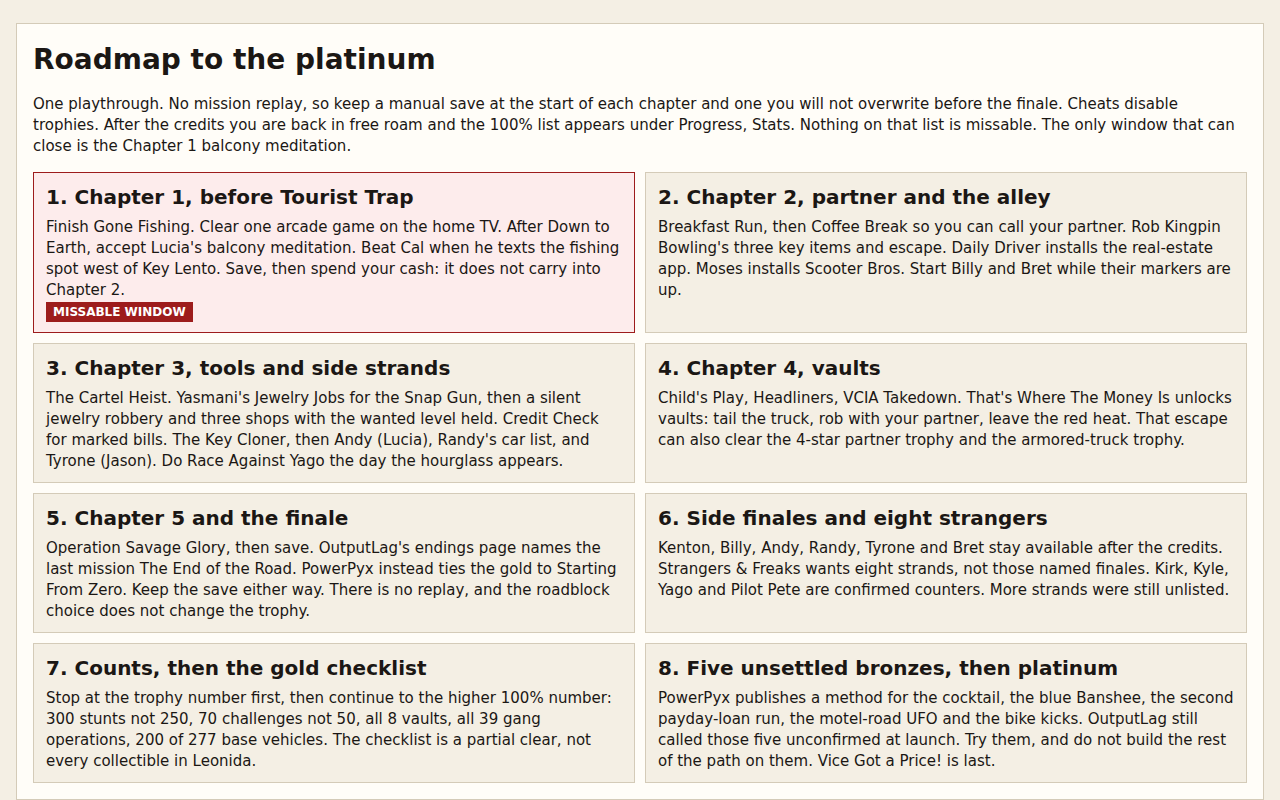 Roadmap to the platinum
One playthrough. No mission replay, so keep a manual save at the start of each chapter and one you will not overwrite before the finale. Cheats disable
trophies. After the credits you are back in free roam and the 100% list appears under Progress, Stats. Nothing on that list is missable. The only window that can
close is the Chapter 1 balcony meditation.
1. Chapter 1, before Tourist Trap
Finish Gone Fishing. Clear one arcade game on the home TV. After Down to
Earth, accept Lucia's balcony meditation. Beat Cal when he texts the fishing
spot west of Key Lento. Save, then spend your cash: it does not carry into
Chapter 2.
MISSABLE WINDOW
2. Chapter 2, partner and the alley
Breakfast Run, then Coffee Break so you can call your partner. Rob Kingpin
Bowling's three key items and escape. Daily Driver installs the real-estate
app. Moses installs Scooter Bros. Start Billy and Bret while their markers are
up.
3. Chapter 3, tools and side strands
The Cartel Heist. Yasmani's Jewelry Jobs for the Snap Gun, then a silent
jewelry robbery and three shops with the wanted level held. Credit Check
for marked bills. The Key Cloner, then Andy (Lucia), Randy's car list, and
Tyrone (Jason). Do Race Against Yago the day the hourglass appears.
4. Chapter 4, vaults
Child's Play, Headliners, VCIA Takedown. That's Where The Money Is unlocks
vaults: tail the truck, rob with your partner, leave the red heat. That escape
can also clear the 4-star partner trophy and the armored-truck trophy.
5. Chapter 5 and the finale
Operation Savage Glory, then save. OutputLag's endings page names the
last mission The End of the Road. PowerPyx instead ties the gold to Starting
From Zero. Keep the save either way. There is no replay, and the roadblock
choice does not change the trophy.
6. Side finales and eight strangers
Kenton, Billy, Andy, Randy, Tyrone and Bret stay available after the credits.
Strangers & Freaks wants eight strands, not those named finales. Kirk, Kyle,
Yago and Pilot Pete are confirmed counters. More strands were still unlisted.
7. Counts, then the gold checklist
Stop at the trophy number first, then continue to the higher 100% number:
300 stunts not 250, 70 challenges not 50, all 8 vaults, all 39 gang
operations, 200 of 277 base vehicles. The checklist is a partial clear, not
every collectible in Leonida.
8. Five unsettled bronzes, then platinum
PowerPyx publishes a method for the cocktail, the blue Banshee, the second
payday-loan run, the motel-road UFO and the bike kicks. OutputLag still
called those five unconfirmed at launch. Try them, and do not build the rest
of the path on them. Vice Got a Price! is last.